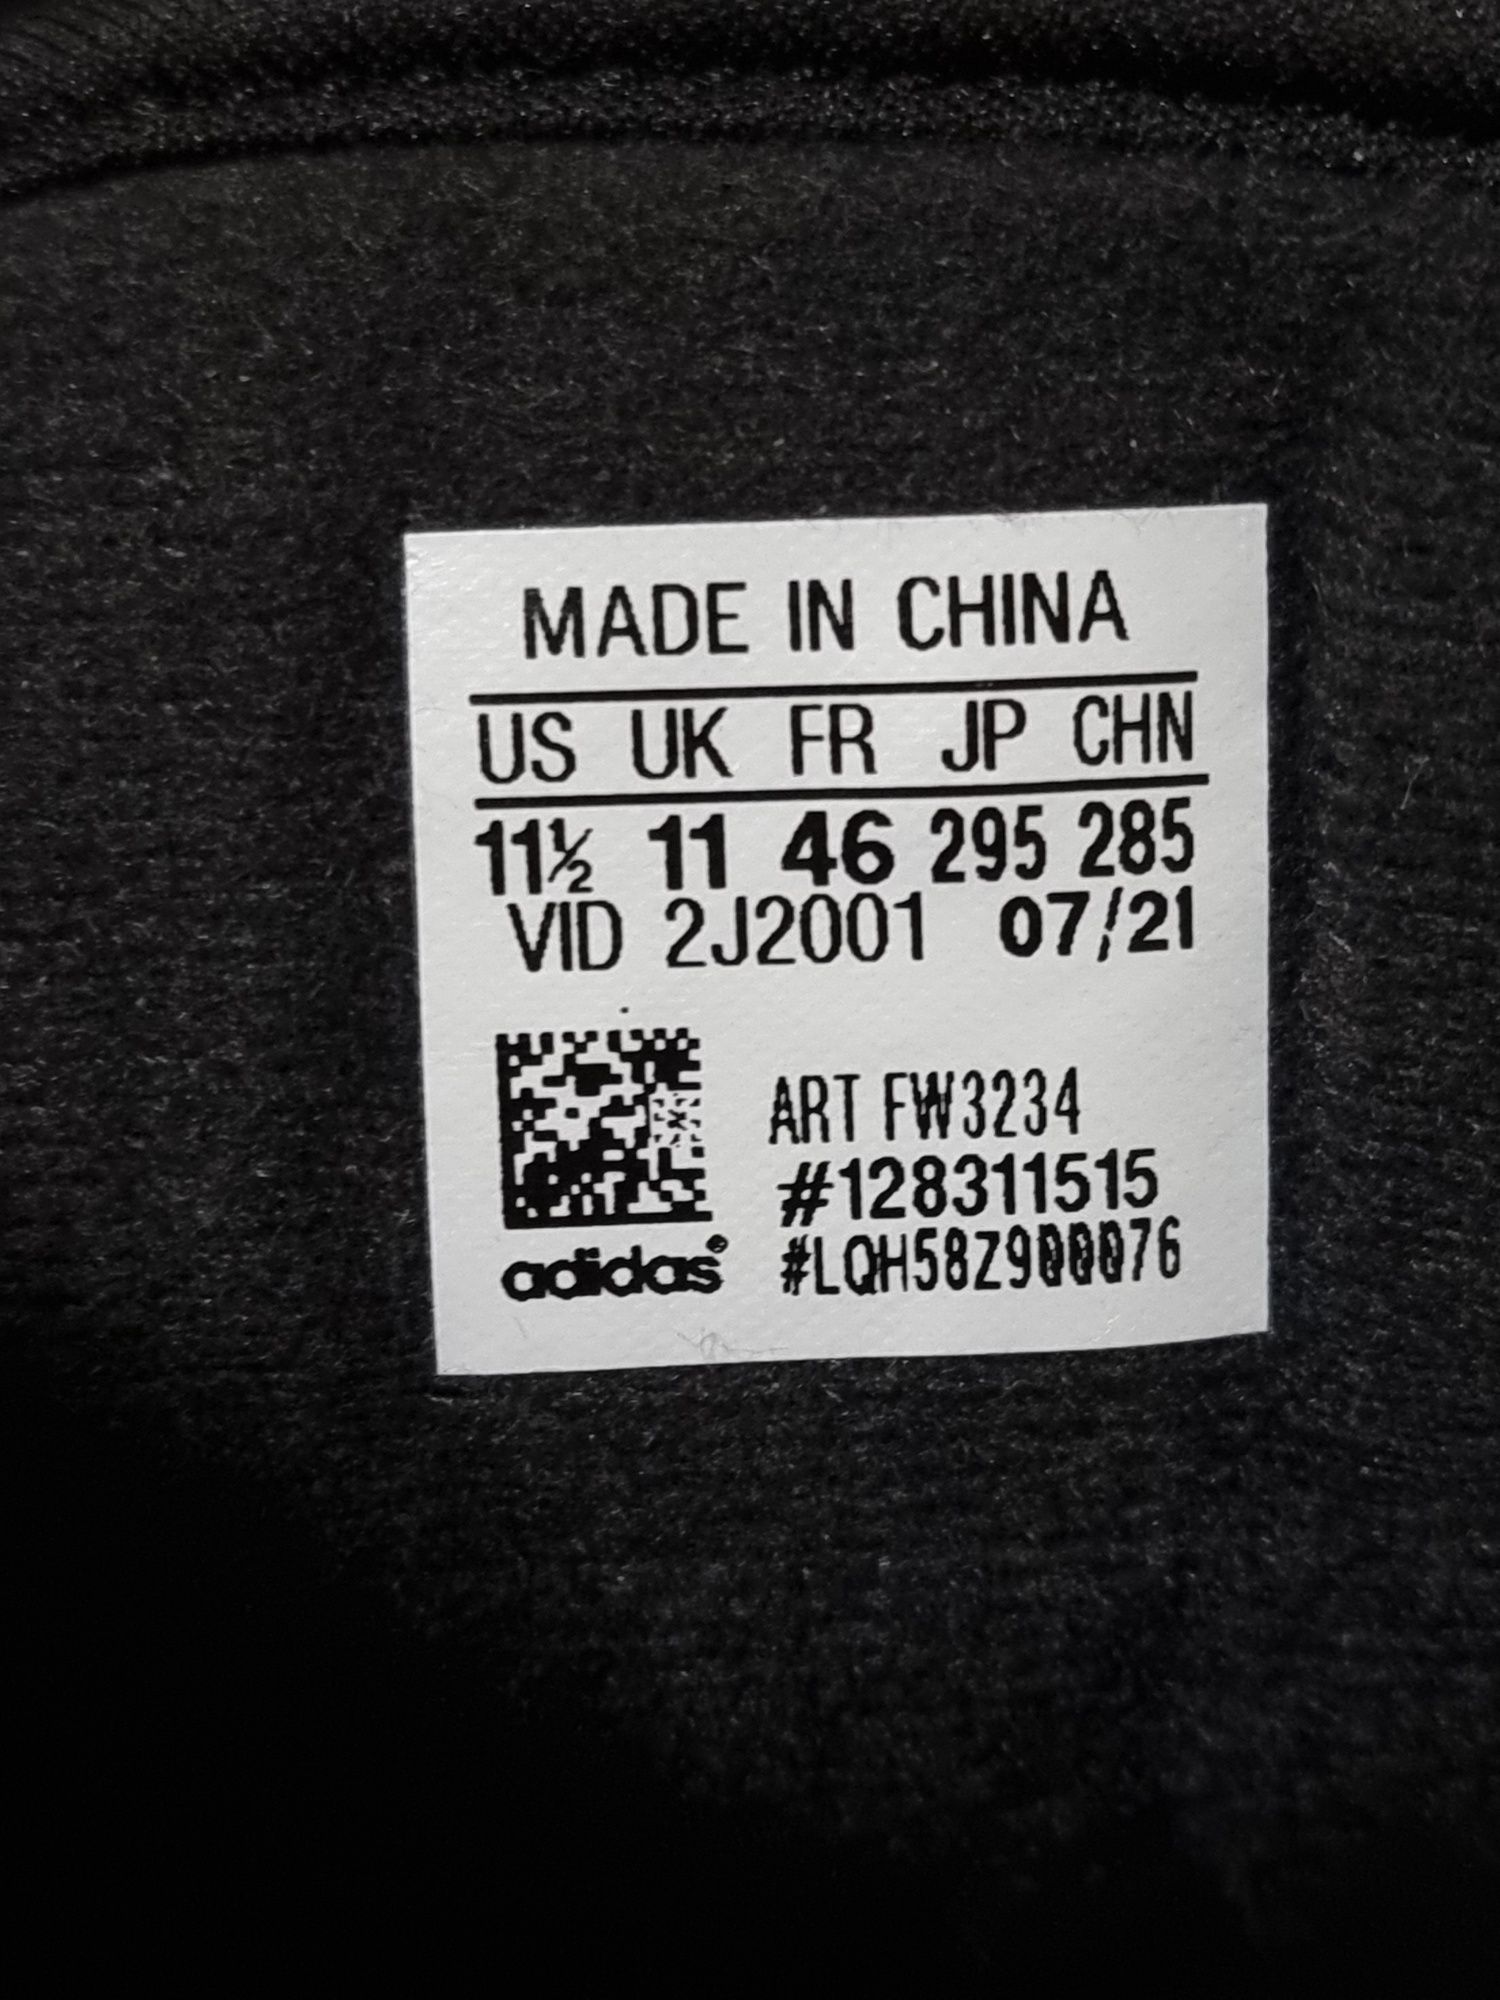 MADE IN CHINA
US UK FR JP CHN
11½ 11 46 295 285
VID 2J2001 07/21
ART FW3234
#128311515
#LQH58Z900076
adidas®